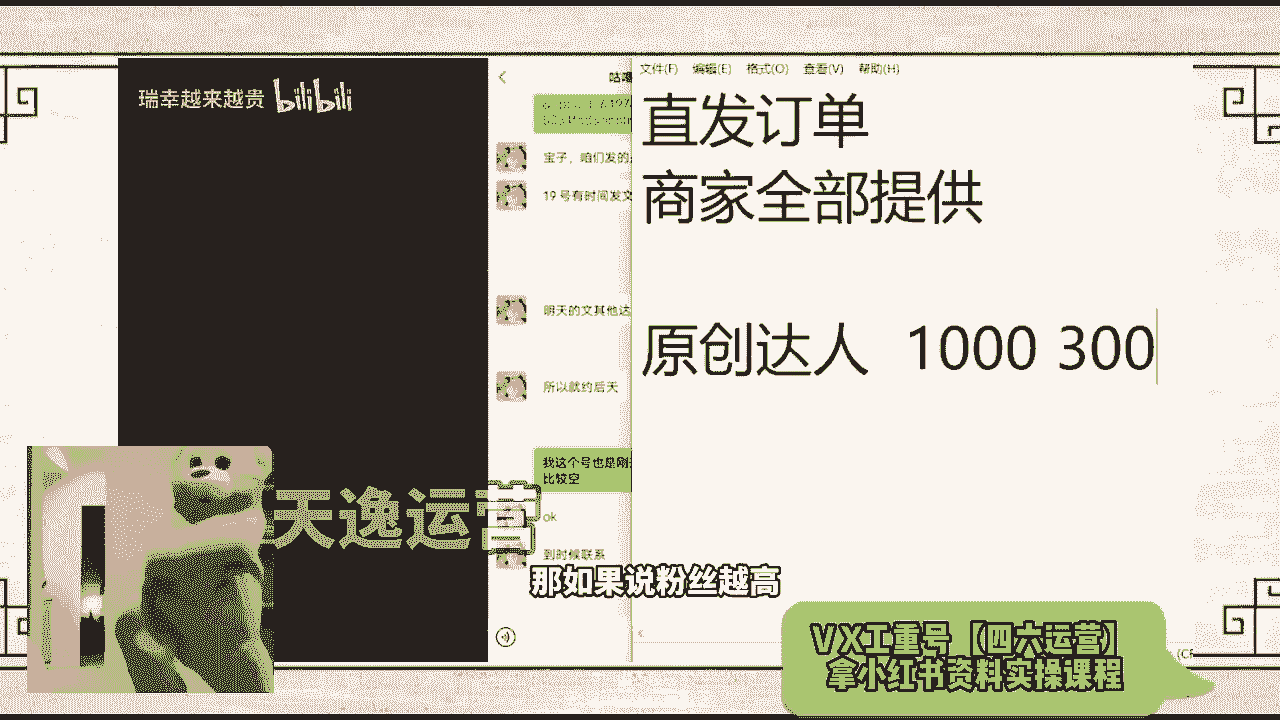 瑞幸越来越贵 bilibili
文件(F) 编辑(E) 格式(O) 查看(V) 帮助(H)
直发订单
商家全部提供
原创达人 1000 300
宝子,咱们发的
19 号有时间发文
明天的文其他达
所以就约后天
我这个号也是刚
比较空
ok
到时候联系
天逸运营
那如果说粉丝越高
VX工重号【四六运营】
拿小红书资料实操课程